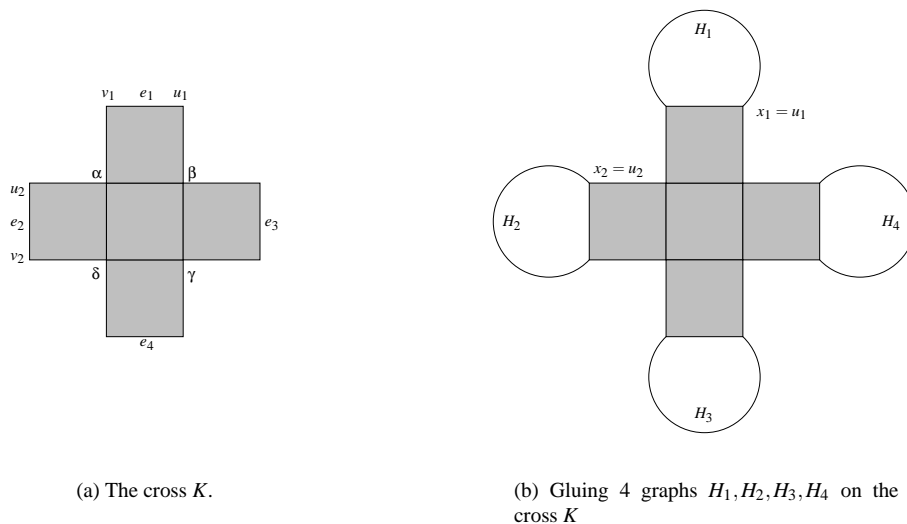 v1 e1 u1
α β
u2
e2 e3
v2
δ γ
e4
(a) The cross K.
H1
x1 = u1
x2 = u2
H2 H4
H3
(b) Gluing 4 graphs H1,H2,H3,H4 on the
cross K